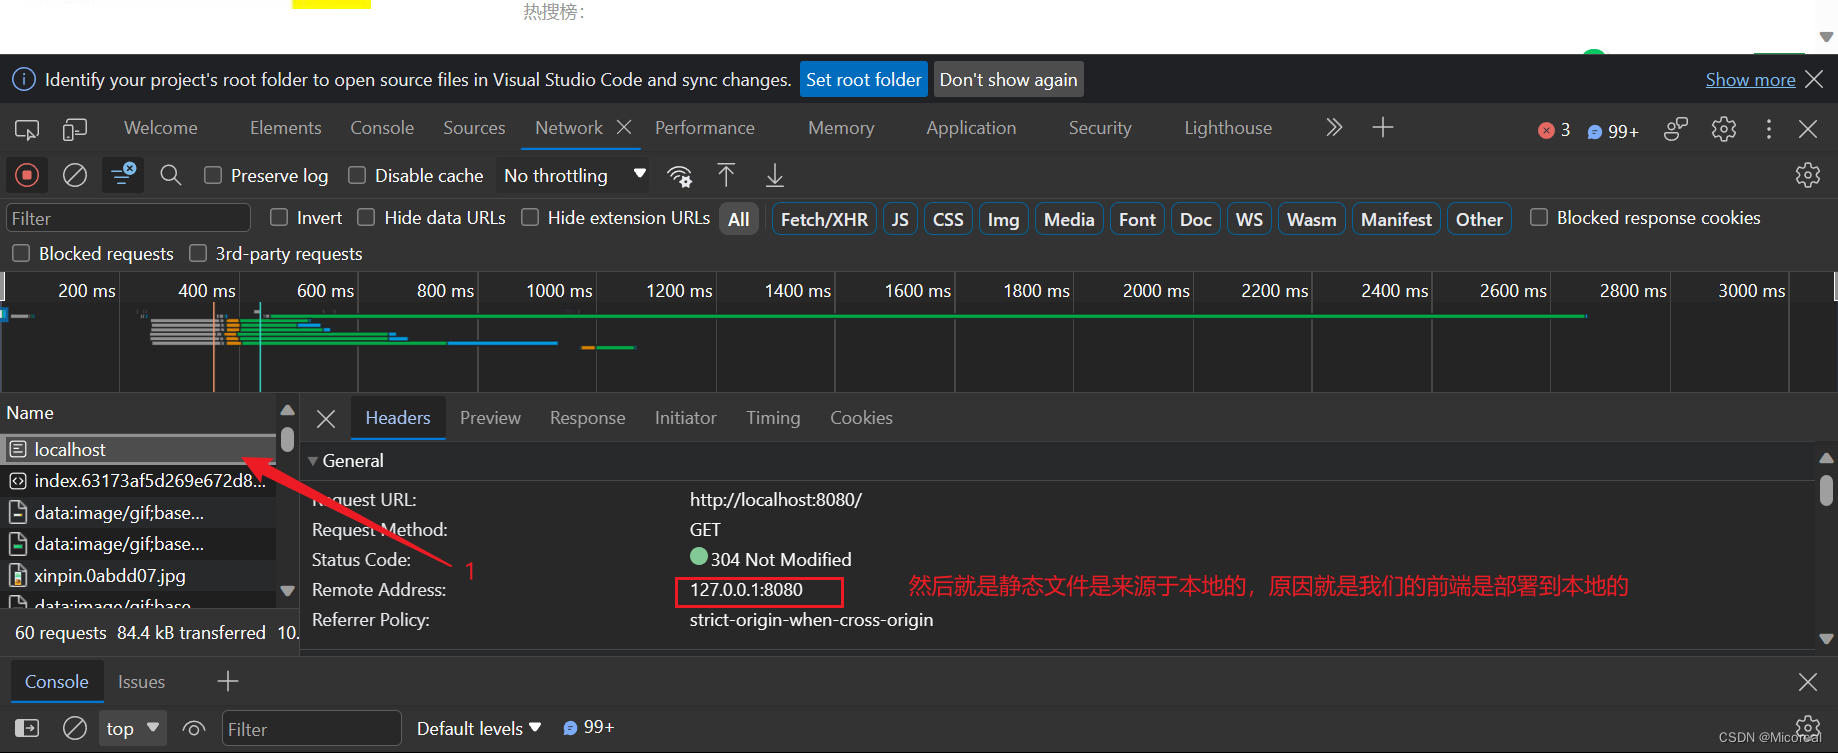 热搜榜：
Identify your project's root folder to open source files in Visual Studio Code and sync changes. Set root folder Don't show again Show more
Welcome Elements Console Sources Network Performance Memory Application Security Lighthouse 3 99+
Preserve log Disable cache No throttling
Filter Invert Hide data URLs Hide extension URLs All Fetch/XHR JS CSS Img Media Font Doc WS Wasm Manifest Other Blocked response cookies
Blocked requests 3rd-party requests
200 ms 400 ms 600 ms 800 ms 1000 ms 1200 ms 1400 ms 1600 ms 1800 ms 2000 ms 2200 ms 2400 ms 2600 ms 2800 ms 3000 ms
Name
localhost
index.63173af5d269e672d8...
data:image/gif;base...
data:image/gif;base...
xinpin.0abdd07.jpg
data:image/gif;base...
60 requests 84.4 kB transferred 10.
Headers Preview Response Initiator Timing Cookies
General
Request URL: http://localhost:8080/
Request Method: GET
Status Code: 304 Not Modified
1
Remote Address: 127.0.0.1:8080 然后就是静态文件是来源于本地的，原因就是我们的前端是部署到本地的
Referrer Policy: strict-origin-when-cross-origin
Console Issues
top Filter Default levels 99+
CSDN @Micoreal